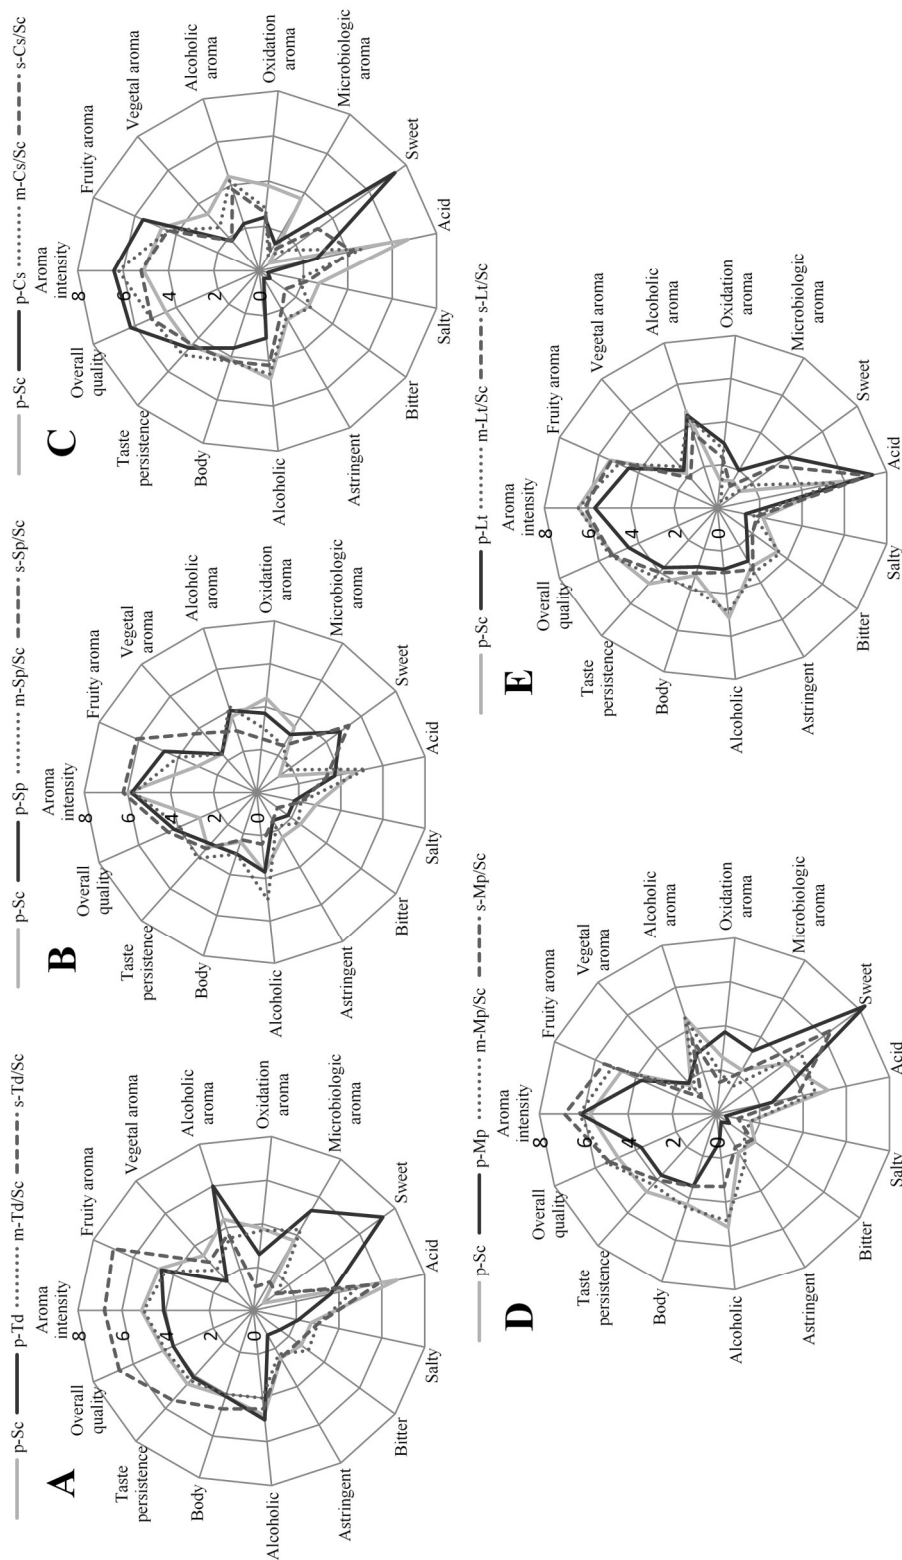 A
p-Sc p-Td m-Td/Sc s-Td/Sc
Aroma
intensity
Fruity aroma
Vegetal aroma
Alcoholic
aroma
Oxidation
aroma
Microbiologic
aroma
Sweet
Acid
Salty
Bitter
Astringent
Alcoholic
Body
Taste
persistence
Overall
quality
8
6
4
2
0
B
p-Sc p-Sp m-Sp/Sc s-Sp/Sc
Aroma
intensity
Fruity aroma
Vegetal
aroma
Alcoholic
aroma
Oxidation
aroma
Microbiologic
aroma
Sweet
Acid
Salty
Bitter
Astringent
Alcoholic
Body
Taste
persistence
Overall
quality
8
6
4
2
0
C
p-Sc p-Cs m-Cs/Sc s-Cs/Sc
Aroma
intensity
Fruity aroma
Vegetal aroma
Alcoholic
aroma
Oxidation
aroma
Microbiologic
aroma
Sweet
Acid
Salty
Bitter
Astringent
Alcoholic
Body
Taste
persistence
Overall
quality
8
6
4
2
0
D
p-Sc p-Mp m-Mp/Sc s-Mp/Sc
Aroma
intensity
Fruity aroma
Vegetal
aroma
Alcoholic
aroma
Oxidation
aroma
Microbiologic
aroma
Sweet
Acid
Salty
Bitter
Astringent
Alcoholic
Body
Taste
persistence
Overall
quality
8
6
4
2
0
E
p-Sc p-Lt m-Lt/Sc s-Lt/Sc
Aroma
intensity
Fruity aroma
Vegetal aroma
Alcoholic
aroma
Oxidation
aroma
Microbiologic
aroma
Sweet
Acid
Salty
Bitter
Astringent
Alcoholic
Body
Taste
persistence
Overall
quality
8
6
4
2
0